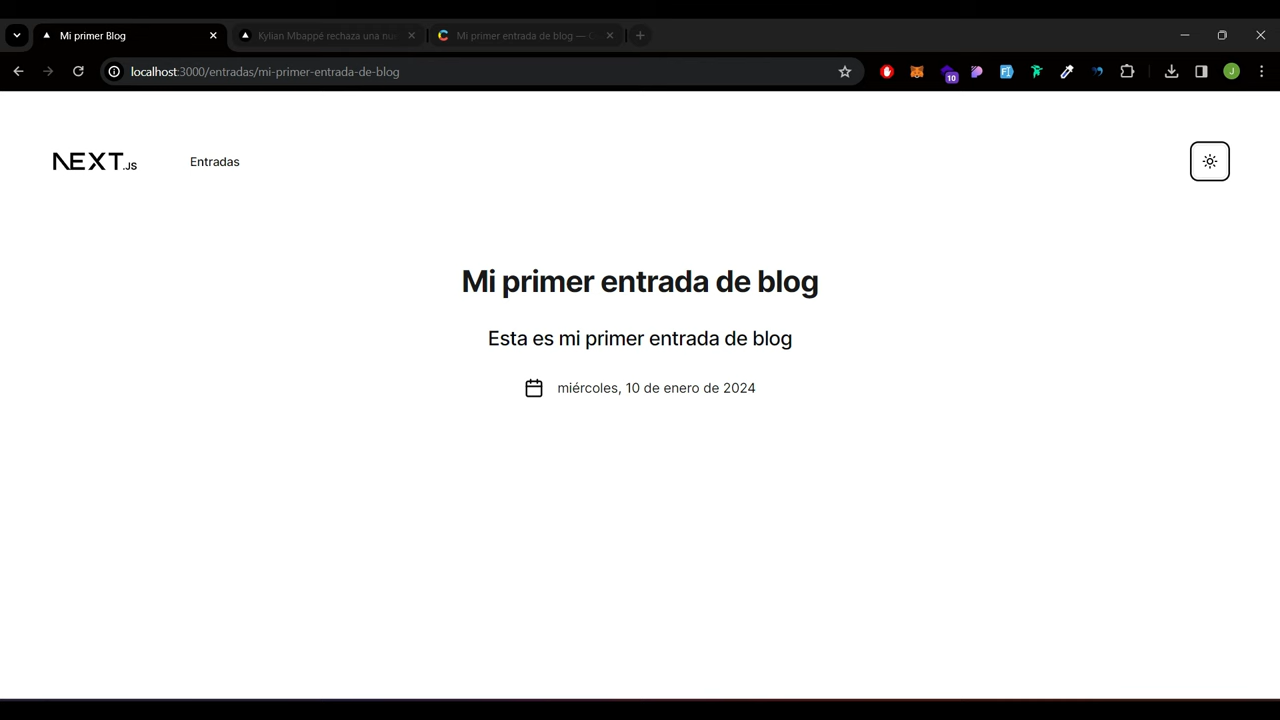 Mi primer Blog
Kylian Mbappé rechaza una nu
Mi primer entrada de blog — C
localhost:3000/entradas/mi-primer-entrada-de-blog
10
J
NEXT.JS
Entradas
Mi primer entrada de blog
Esta es mi primer entrada de blog
miércoles, 10 de enero de 2024